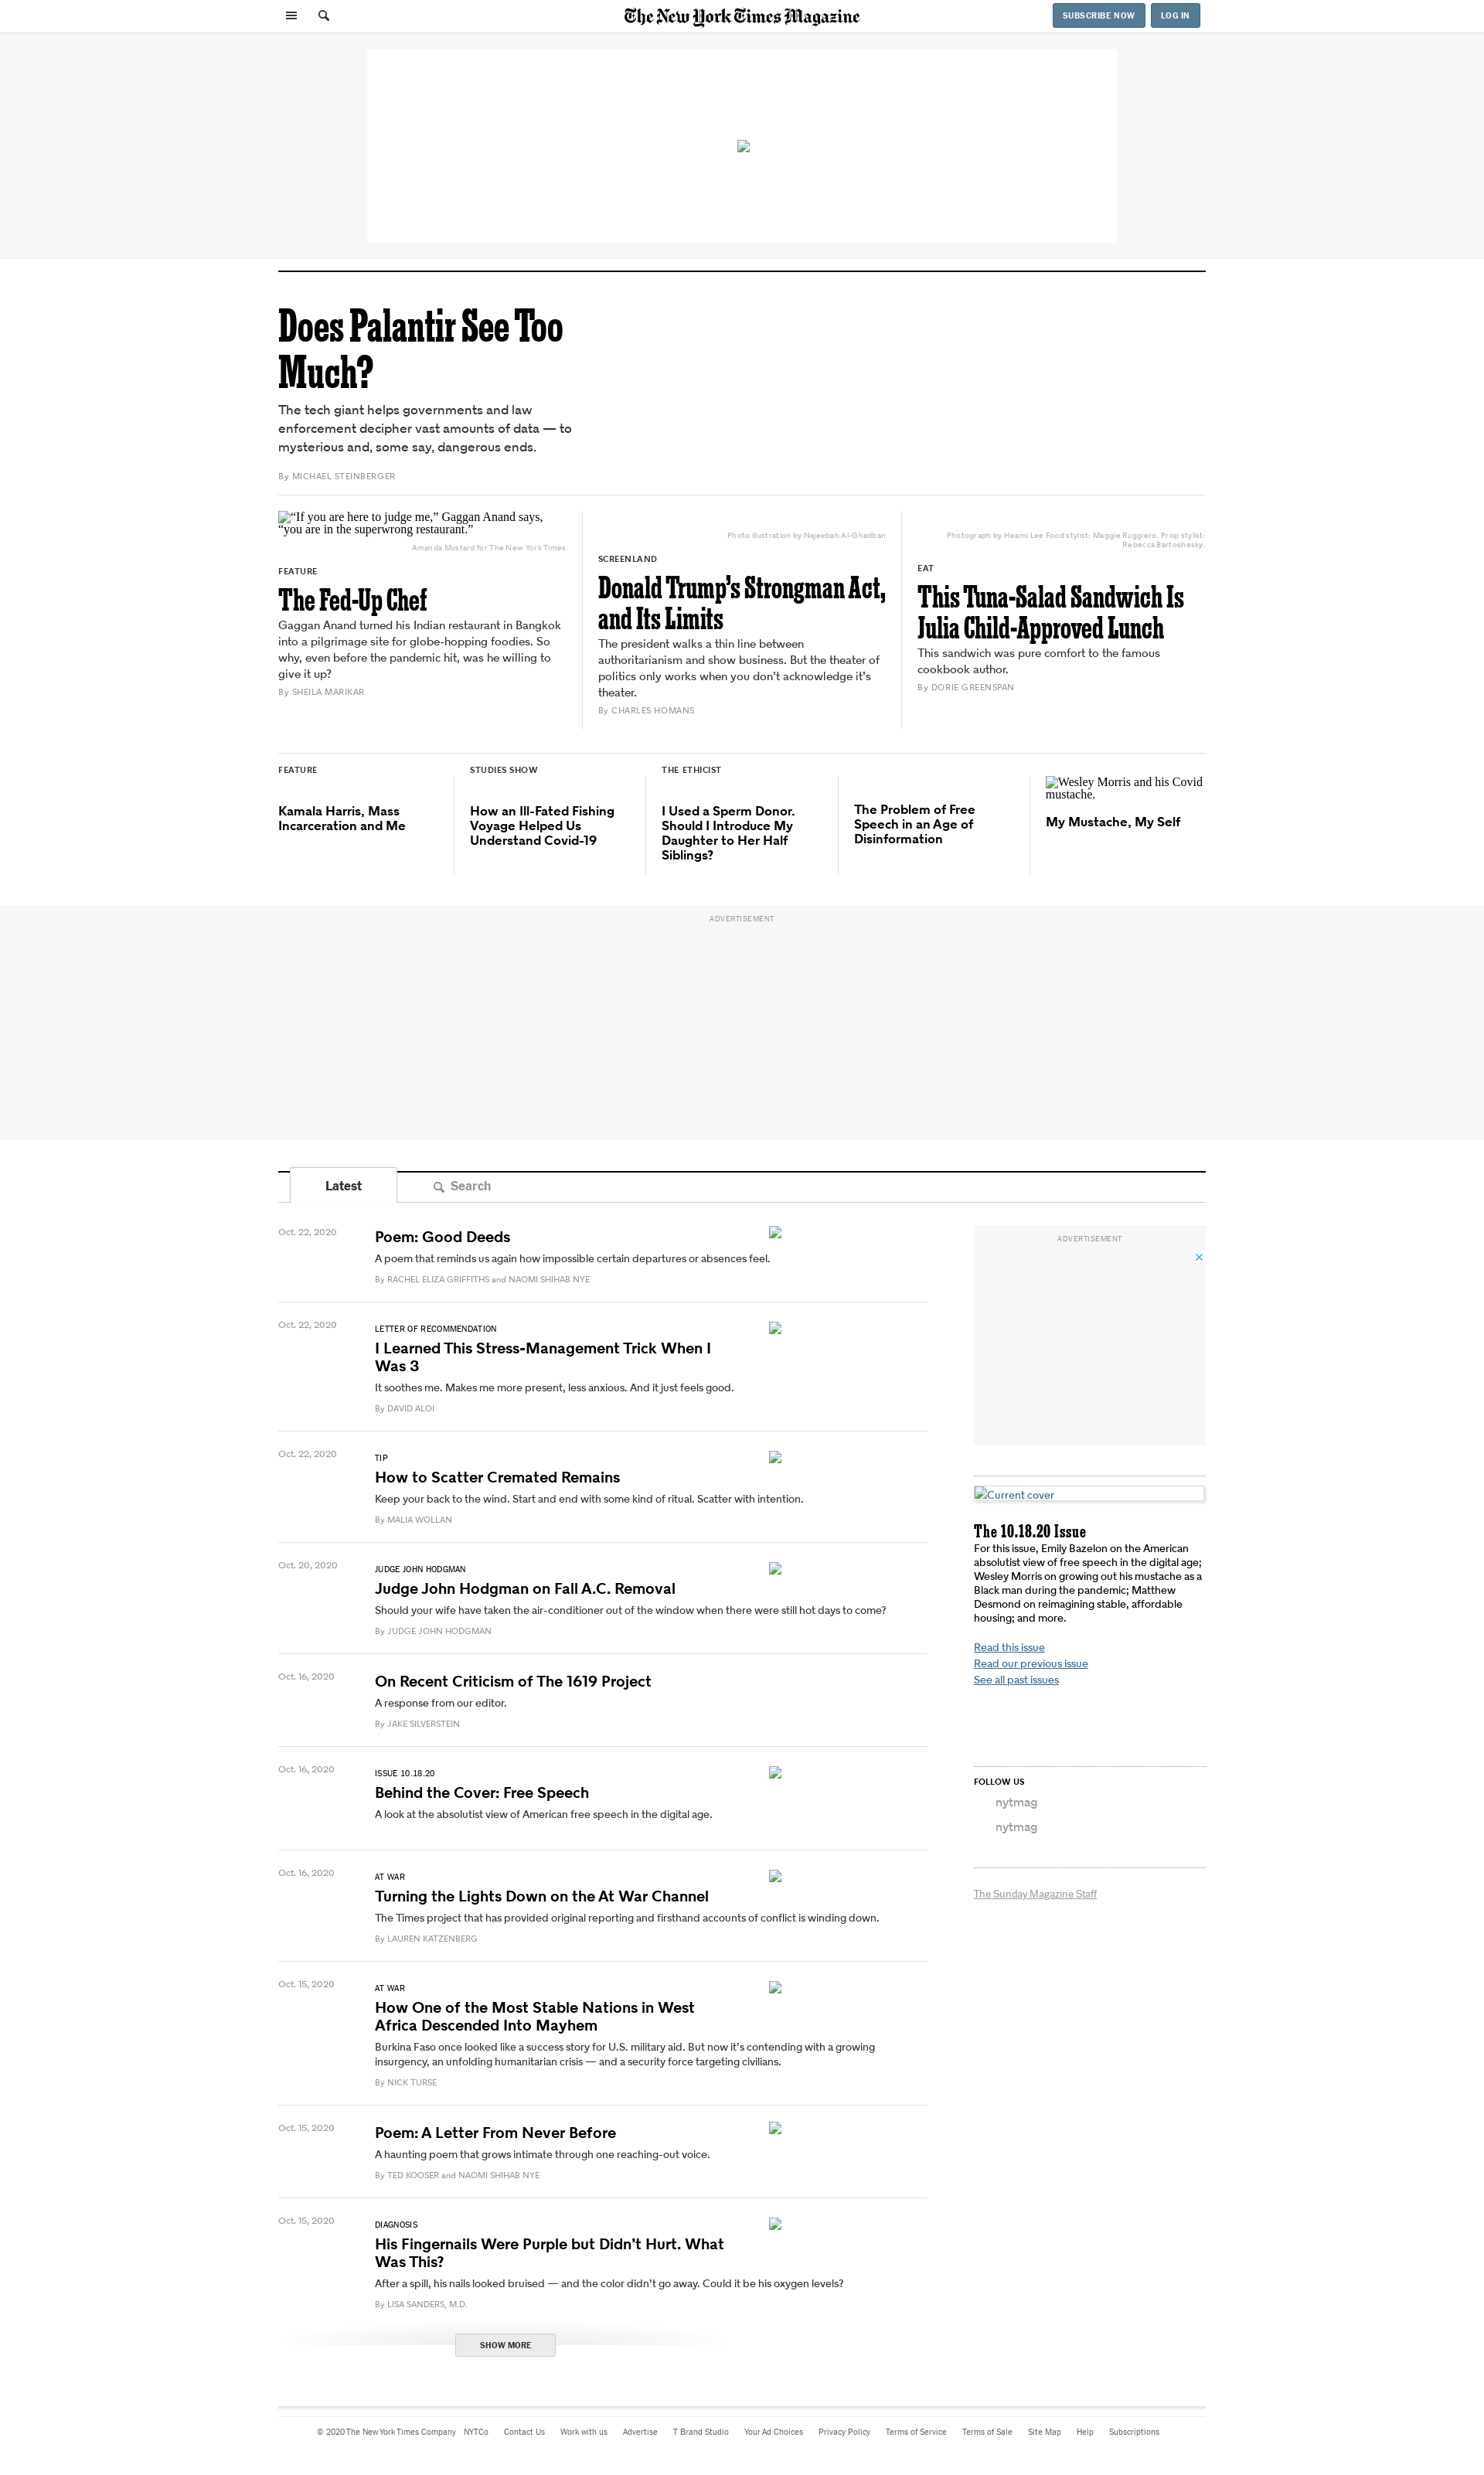 The New York Times Magazine
SUBSCRIBE NOW
LOG IN
Does Palantir See Too
Much?
The tech giant helps governments and law
enforcement decipher vast amounts of data — to
mysterious and, some say, dangerous ends.
By MICHAEL STEINBERGER
“If you are here to judge me,” Gaggan Anand says,
“you are in the superwrong restaurant.”
Amanda Mustard for The New York Times
FEATURE
The Fed-Up Chef
Gaggan Anand turned his Indian restaurant in Bangkok
into a pilgrimage site for globe-hopping foodies. So
why, even before the pandemic hit, was he willing to
give it up?
By SHEILA MARIKAR
Photo illustration by Najeebah Al-Ghadban
SCREENLAND
Donald Trump’s Strongman Act,
and Its Limits
The president walks a thin line between
authoritarianism and show business. But the theater of
politics only works when you don’t acknowledge it’s
theater.
By CHARLES HOMANS
Photograph by Heami Lee Food stylist: Maggie Ruggiero. Prop stylist:
Rebecca Bartoshesky.
EAT
This Tuna-Salad Sandwich Is
Julia Child-Approved Lunch
This sandwich was pure comfort to the famous
cookbook author.
By DORIE GREENSPAN
FEATURE
Kamala Harris, Mass
Incarceration and Me
STUDIES SHOW
How an Ill-Fated Fishing
Voyage Helped Us
Understand Covid-19
THE ETHICIST
I Used a Sperm Donor.
Should I Introduce My
Daughter to Her Half
Siblings?
The Problem of Free
Speech in an Age of
Disinformation
Wesley Morris and his Covid
mustache.
My Mustache, My Self
ADVERTISEMENT
Latest
Search
Oct. 22, 2020
Poem: Good Deeds
A poem that reminds us again how impossible certain departures or absences feel.
By RACHEL ELIZA GRIFFITHS and NAOMI SHIHAB NYE
Oct. 22, 2020
LETTER OF RECOMMENDATION
I Learned This Stress-Management Trick When I
Was 3
It soothes me. Makes me more present, less anxious. And it just feels good.
By DAVID ALOI
Oct. 22, 2020
TIP
How to Scatter Cremated Remains
Keep your back to the wind. Start and end with some kind of ritual. Scatter with intention.
By MALIA WOLLAN
Oct. 20, 2020
JUDGE JOHN HODGMAN
Judge John Hodgman on Fall A.C. Removal
Should your wife have taken the air-conditioner out of the window when there were still hot days to come?
By JUDGE JOHN HODGMAN
Oct. 16, 2020
On Recent Criticism of The 1619 Project
A response from our editor.
By JAKE SILVERSTEIN
Oct. 16, 2020
ISSUE 10.18.20
Behind the Cover: Free Speech
A look at the absolutist view of American free speech in the digital age.
Oct. 16, 2020
AT WAR
Turning the Lights Down on the At War Channel
The Times project that has provided original reporting and firsthand accounts of conflict is winding down.
By LAUREN KATZENBERG
Oct. 15, 2020
AT WAR
How One of the Most Stable Nations in West
Africa Descended Into Mayhem
Burkina Faso once looked like a success story for U.S. military aid. But now it’s contending with a growing
insurgency, an unfolding humanitarian crisis — and a security force targeting civilians.
By NICK TURSE
Oct. 15, 2020
Poem: A Letter From Never Before
A haunting poem that grows intimate through one reaching-out voice.
By TED KOOSER and NAOMI SHIHAB NYE
Oct. 15, 2020
DIAGNOSIS
His Fingernails Were Purple but Didn’t Hurt. What
Was This?
After a spill, his nails looked bruised — and the color didn’t go away. Could it be his oxygen levels?
By LISA SANDERS, M.D.
SHOW MORE
ADVERTISEMENT
Current cover
The 10.18.20 Issue
For this issue, Emily Bazelon on the American
absolutist view of free speech in the digital age;
Wesley Morris on growing out his mustache as a
Black man during the pandemic; Matthew
Desmond on reimagining stable, affordable
housing; and more.
Read this issue
Read our previous issue
See all past issues
FOLLOW US
nytmag
nytmag
The Sunday Magazine Staff
© 2020 The New York Times Company NYTCo Contact Us Work with us Advertise T Brand Studio Your Ad Choices Privacy Policy Terms of Service Terms of Sale Site Map Help Subscriptions